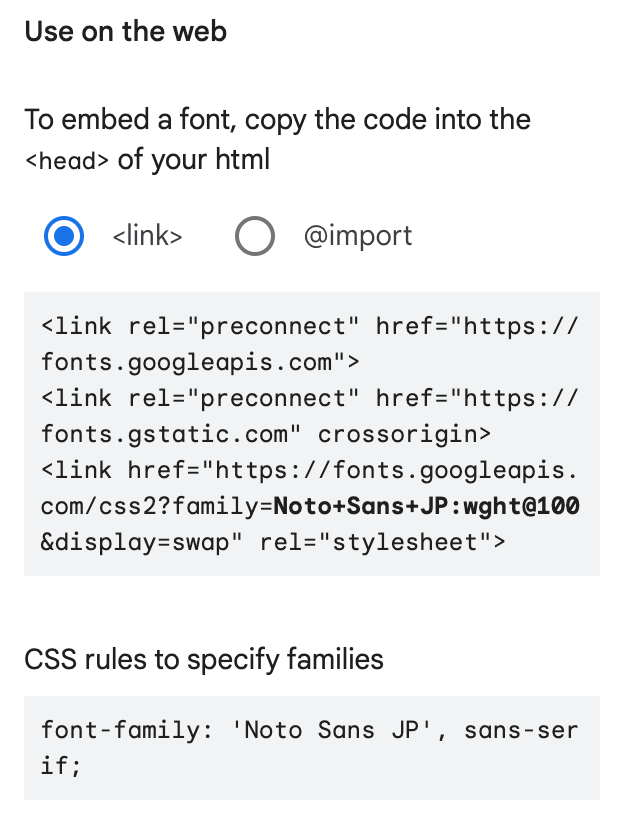 Use on the web
To embed a font, copy the code into the
<head> of your html
<link>
@import
<link rel="preconnect" href="https://
fonts.googleapis.com">
<link rel="preconnect" href="https://
fonts.gstatic.com" crossorigin>
<link href="https://fonts.googleapis.
com/css2?family=Noto+Sans+JP:wght@100
&display=swap" rel="stylesheet">
CSS rules to specify families
font-family: 'Noto Sans JP', sans-ser
if;